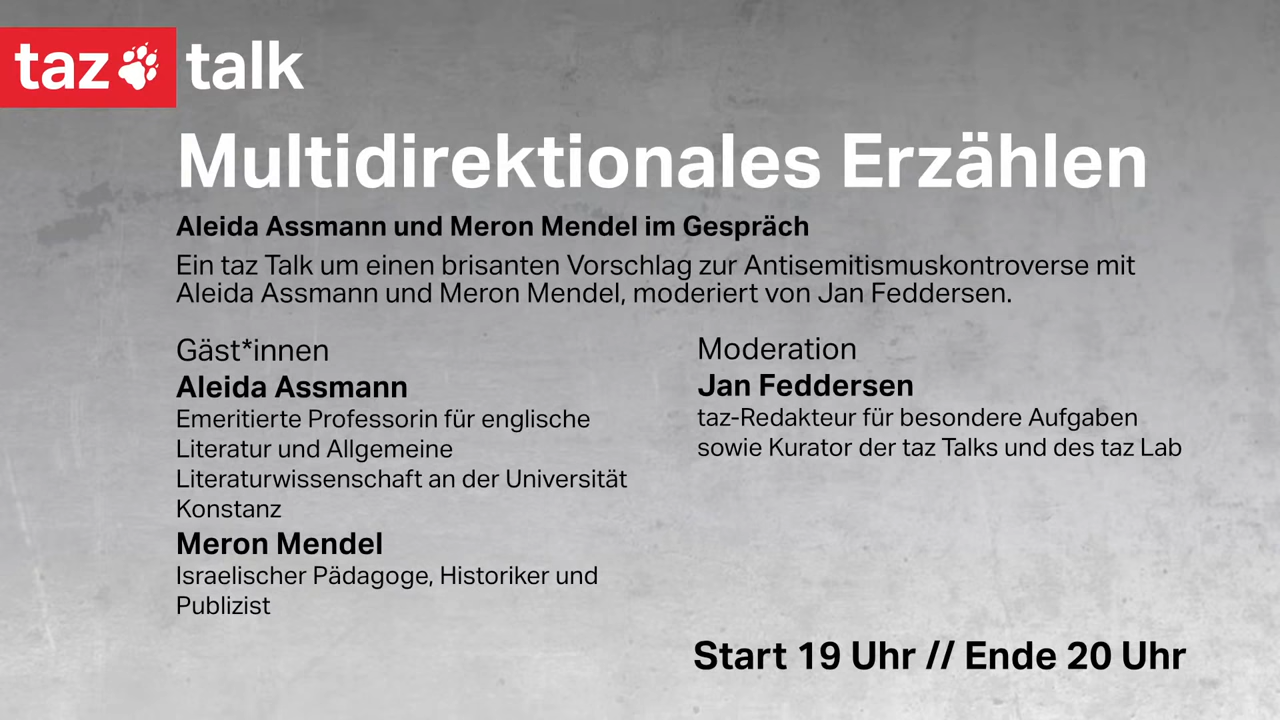 taz talk
Multidirektionales Erzählen
Aleida Assmann und Meron Mendel im Gespräch
Ein taz Talk um einen brisanten Vorschlag zur Antisemitismuskontroverse mit
Aleida Assmann und Meron Mendel, moderiert von Jan Feddersen.
Gäst*innen
Aleida Assmann
Emeritierte Professorin für englische
Literatur und Allgemeine
Literaturwissenschaft an der Universität
Konstanz
Meron Mendel
Israelischer Pädagoge, Historiker und
Publizist
Moderation
Jan Feddersen
taz-Redakteur für besondere Aufgaben
sowie Kurator der taz Talks und des taz Lab
Start 19 Uhr // Ende 20 Uhr